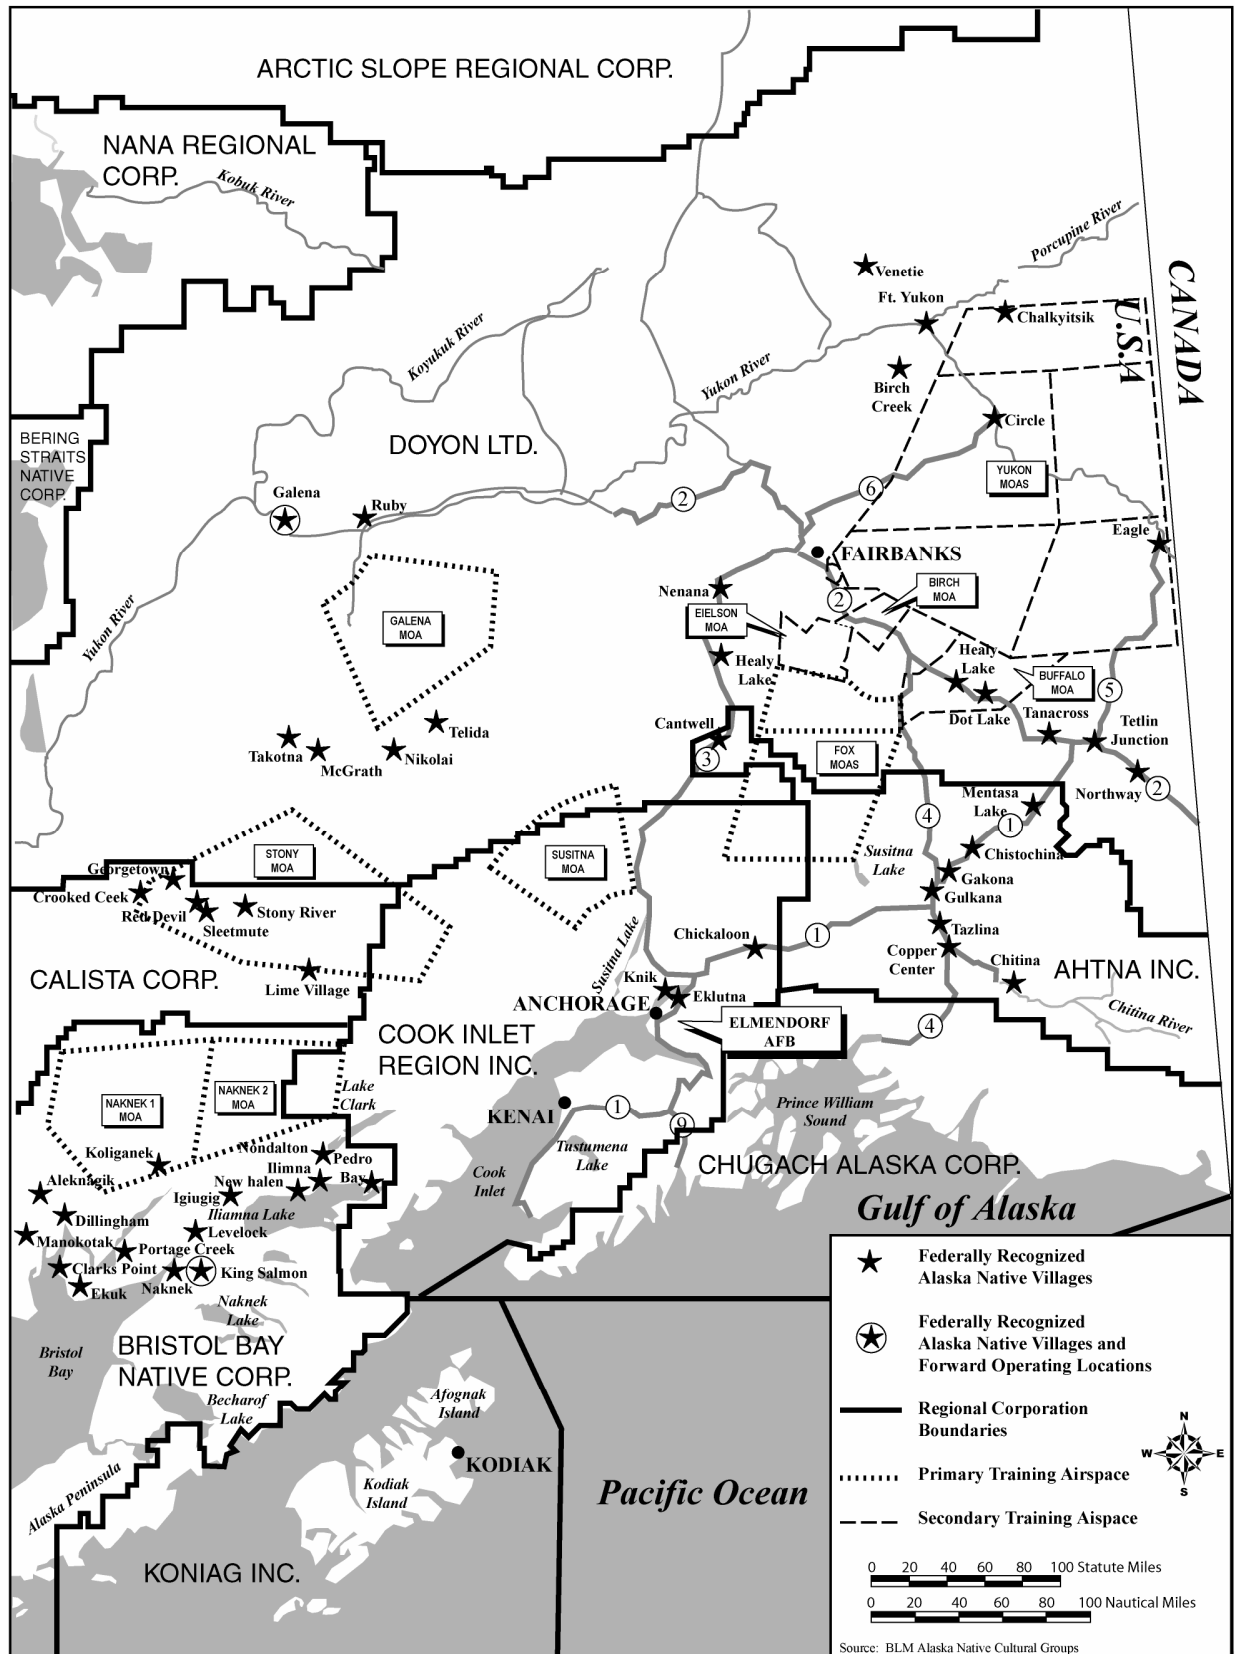 ARCTIC SLOPE REGIONAL CORP.
NANA REGIONAL
CORP.
Kobuk River
Porcupine River
CANADA
U.S.A
Venetie
Ft. Yukon
Chalkyitsik
Koyukuk River
Yukon River
Birch
Creek
Circle
BERING
STRAITS
NATIVE
CORP.
DOYON LTD.
YUKON
MOAS
Galena
Ruby
2
6
Eagle
FAIRBANKS
Nenana
BIRCH
MOA
2
EIELSON
MOA
GALENA
MOA
Yukon River
Healy
Lake
Healy
Lake
BUFFALO
MOA
5
Dot Lake
Tanacross
Tetlin
Junction
Cantwell
3
Telida
Takotna
McGrath
Nikolai
FOX
MOAS
Northway
2
Mentasa
Lake
1
4
STONY
MOA
SUSITNA
MOA
Susitna
Lake
Chistochina
Georgetown
Crooked Ceek
Red Devil
Sleetmute
Stony River
Gakona
Gulkana
Tazlina
Chickaloon
1
Copper
Center
Chitina
Susitna Lake
CALISTA CORP.
Lime Village
Knik
Eklutna
AHTNA INC.
ANCHORAGE
ELMENDORF
AFB
Chitina River
4
COOK INLET
REGION INC.
NAKNEK 1
MOA
NAKNEK 2
MOA
Lake
Clark
KENAI
1
9
Prince William
Sound
Tustumena
Lake
Cook
Inlet
CHUGACH ALASKA CORP.
Koliganek
Nondalton
Ilimna
Pedro
Bay
Aleknagik
New halen
Igiugig
Iliamna Lake
Dillingham
Levelock
Manokotak
Portage Creek
Clarks Point
King Salmon
Naknek
Ekuk
Naknek
Lake
Gulf of Alaska
Bristol
Bay
BRISTOL BAY
NATIVE CORP.
Becharof
Lake
Afognak
Island
KODIAK
Kodiak
Island
Alaska Peninsula
Pacific Ocean
KONIAG INC.
Federally Recognized
Alaska Native Villages
Federally Recognized
Alaska Native Villages and
Forward Operating Locations
Regional Corporation
Boundaries
N
W
E
S
Primary Training Airspace
Secondary Training Aispace
0 20 40 60 80 100 Statute Miles
0 20 40 60 80 100 Nautical Miles
Source: BLM Alaska Native Cultural Groups